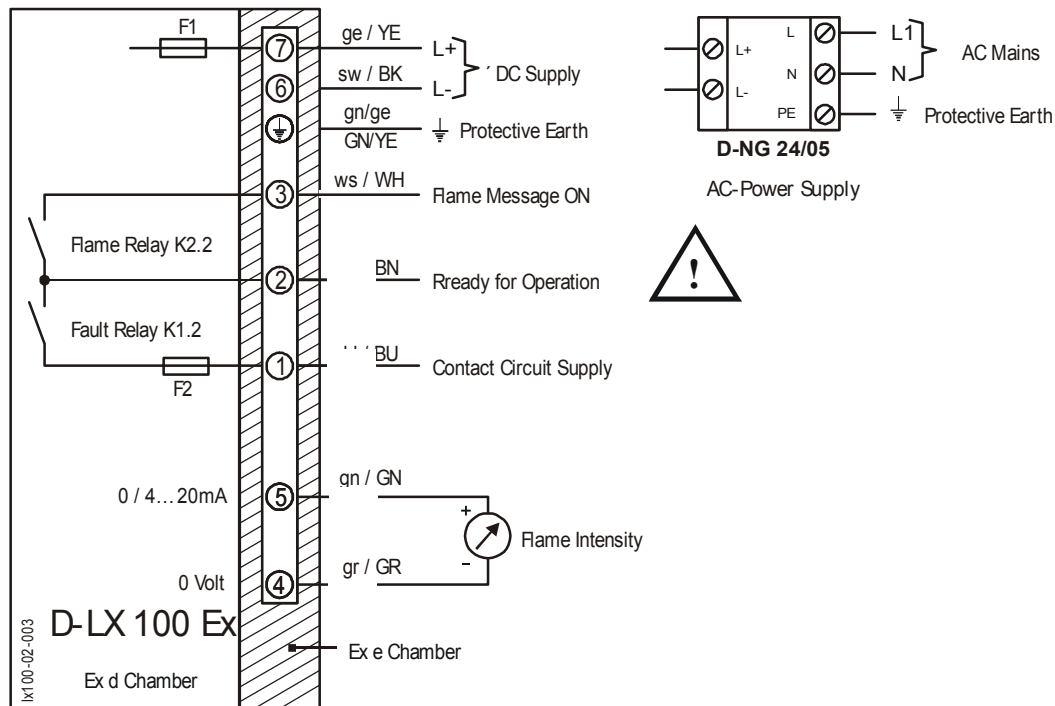 F1
7
ge / YE
L+
6
sw / BK
L-
DC Supply
gn/ge
GN/YE
Protective Earth
3
ws / WH
Flame Message ON
Flame Relay K2.2
2
BN
Rready for Operation
Fault Relay K1.2
1
BU
Contact Circuit Supply
F2
0 / 4...20mA
5
gn / GN
+
Flame Intensity
-
0 Volt
4
gr / GR
D-LX 100 Ex
Ex e Chamber
Ex d Chamber
lx100-02-003
L+
L-
L
N
PE
L1
N
AC Mains
Protective Earth
D-NG 24/05
AC-Power Supply
!